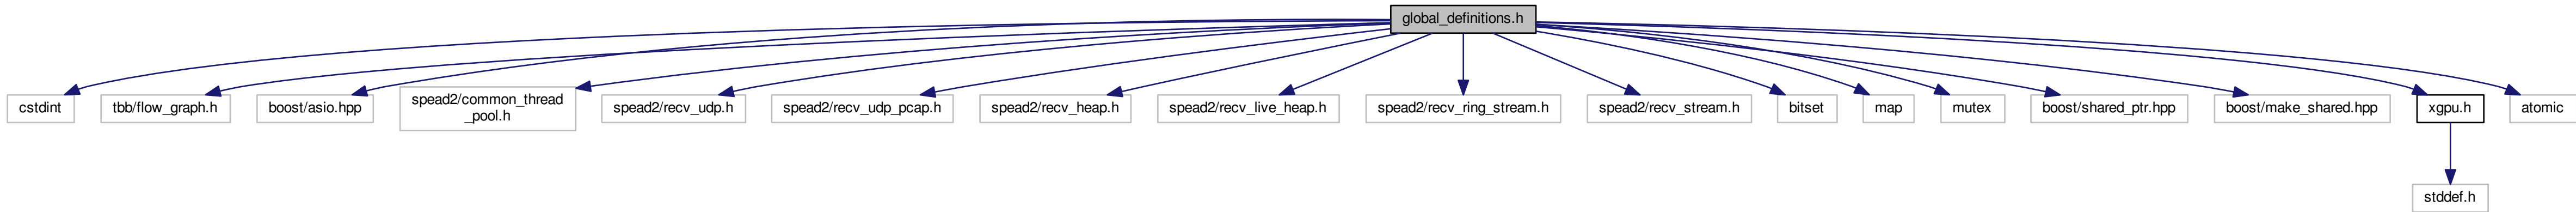 global_definitions.h
cstdint
tbb/flow_graph.h
boost/asio.hpp
spead2/common_thread
_pool.h
spead2/recv_udp.h
spead2/recv_udp_pcap.h
spead2/recv_heap.h
spead2/recv_live_heap.h
spead2/recv_ring_stream.h
spead2/recv_stream.h
bitset
map
mutex
boost/shared_ptr.hpp
boost/make_shared.hpp
xgpu.h
atomic
stddef.h